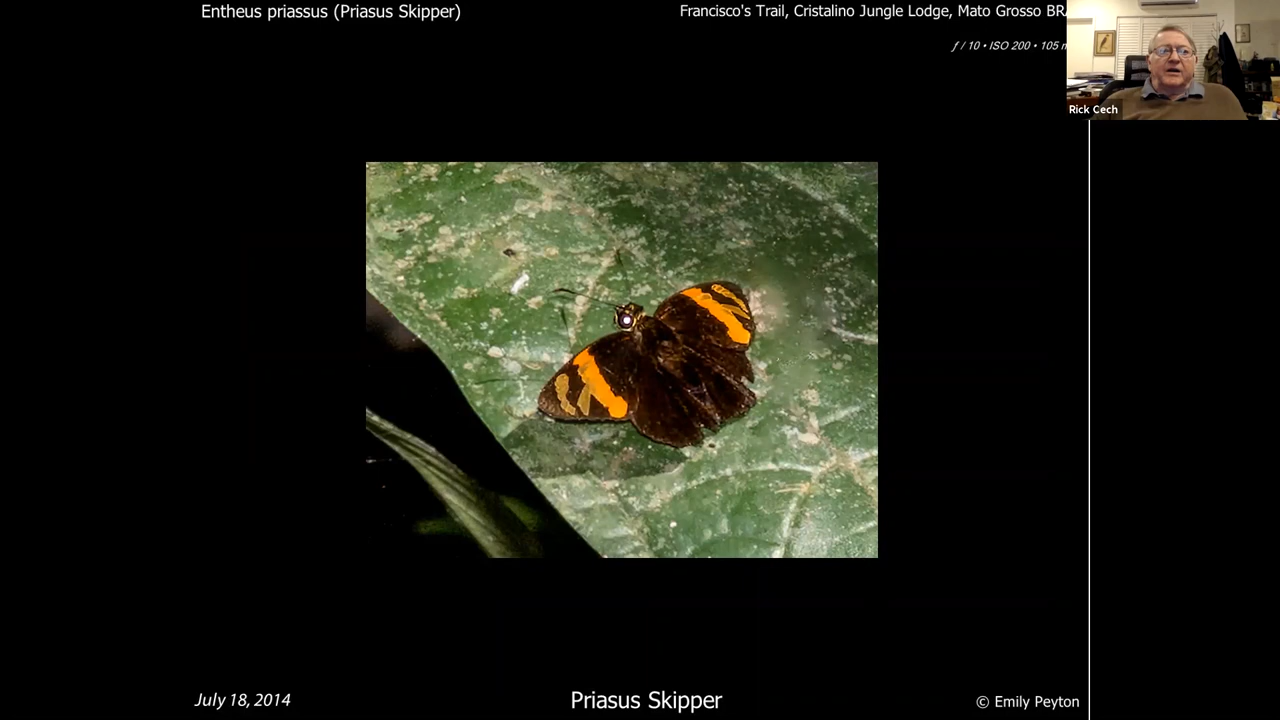 Entheus priassus (Priasus Skipper)
Francisco's Trail, Cristalino Jungle Lodge, Mato Grosso
ƒ / 10 • ISO 200 • 105
Rick Cech
July 18, 2014
Priasus Skipper
© Emily Peyton